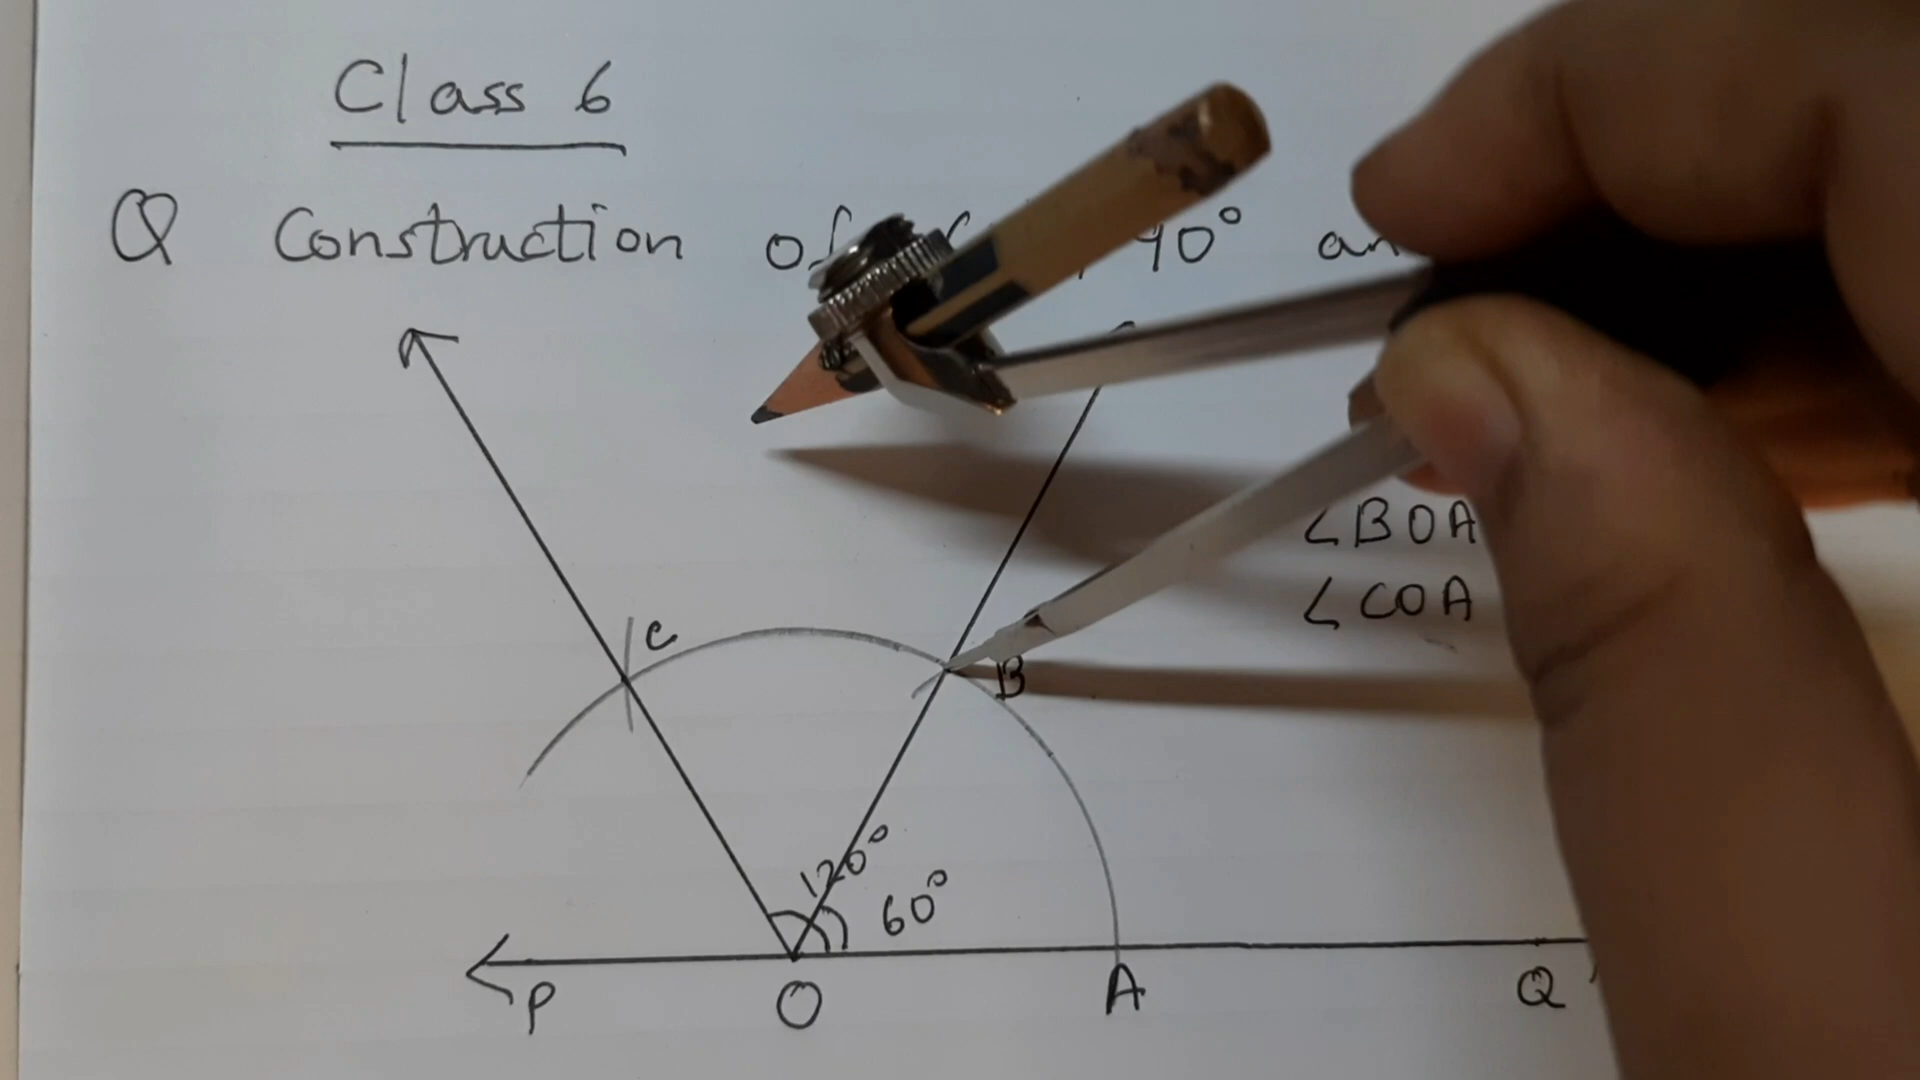 Class 6
Q Construction of 90° an
∠BOA
∠COA
C
B
120°
60°
P O A Q